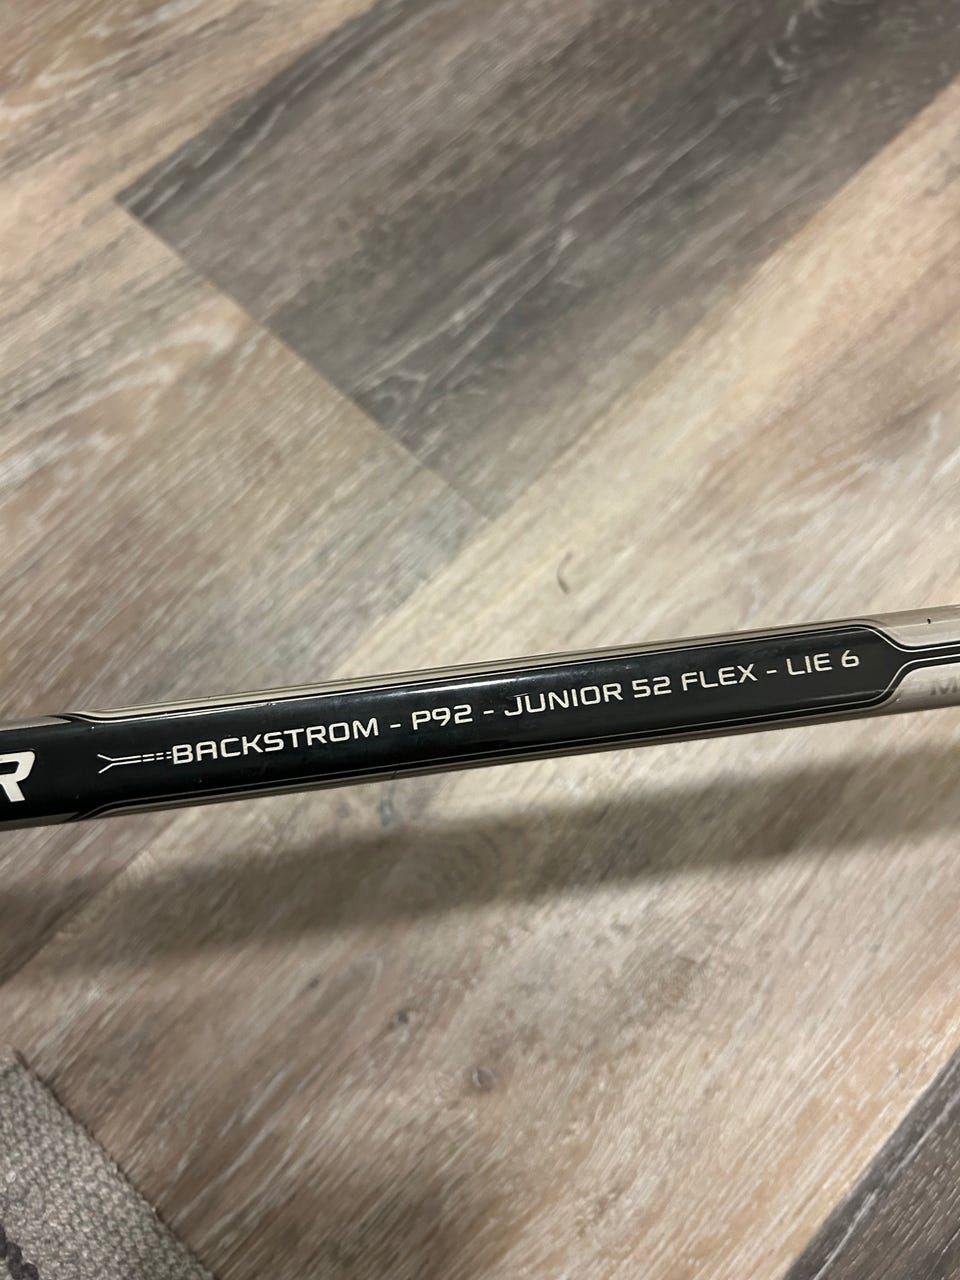 R BACKSTROM - P92 - JUNIOR 52 FLEX - LIE 6